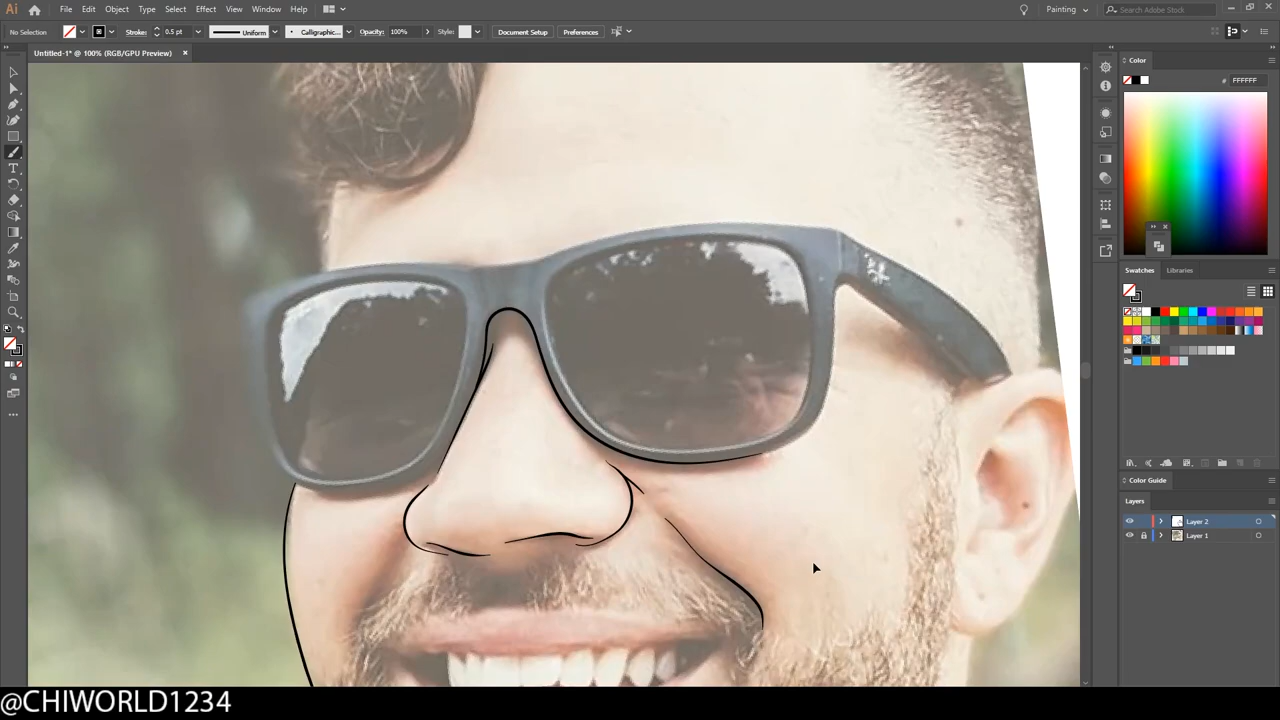 Ai File Edit Object Type Select Effect View Window Help Painting Search Adobe Stock
No Selection Stroke: 0.5 pt Uniform Calligraphic... Opacity: 100% Style: Document Setup Preferences
Untitled-1* @ 100% (RGB/GPU Preview)
Color
# FFFFFF
Swatches Libraries
Color Guide
Layers
Layer 2
Layer 1
@CHIWORLD1234